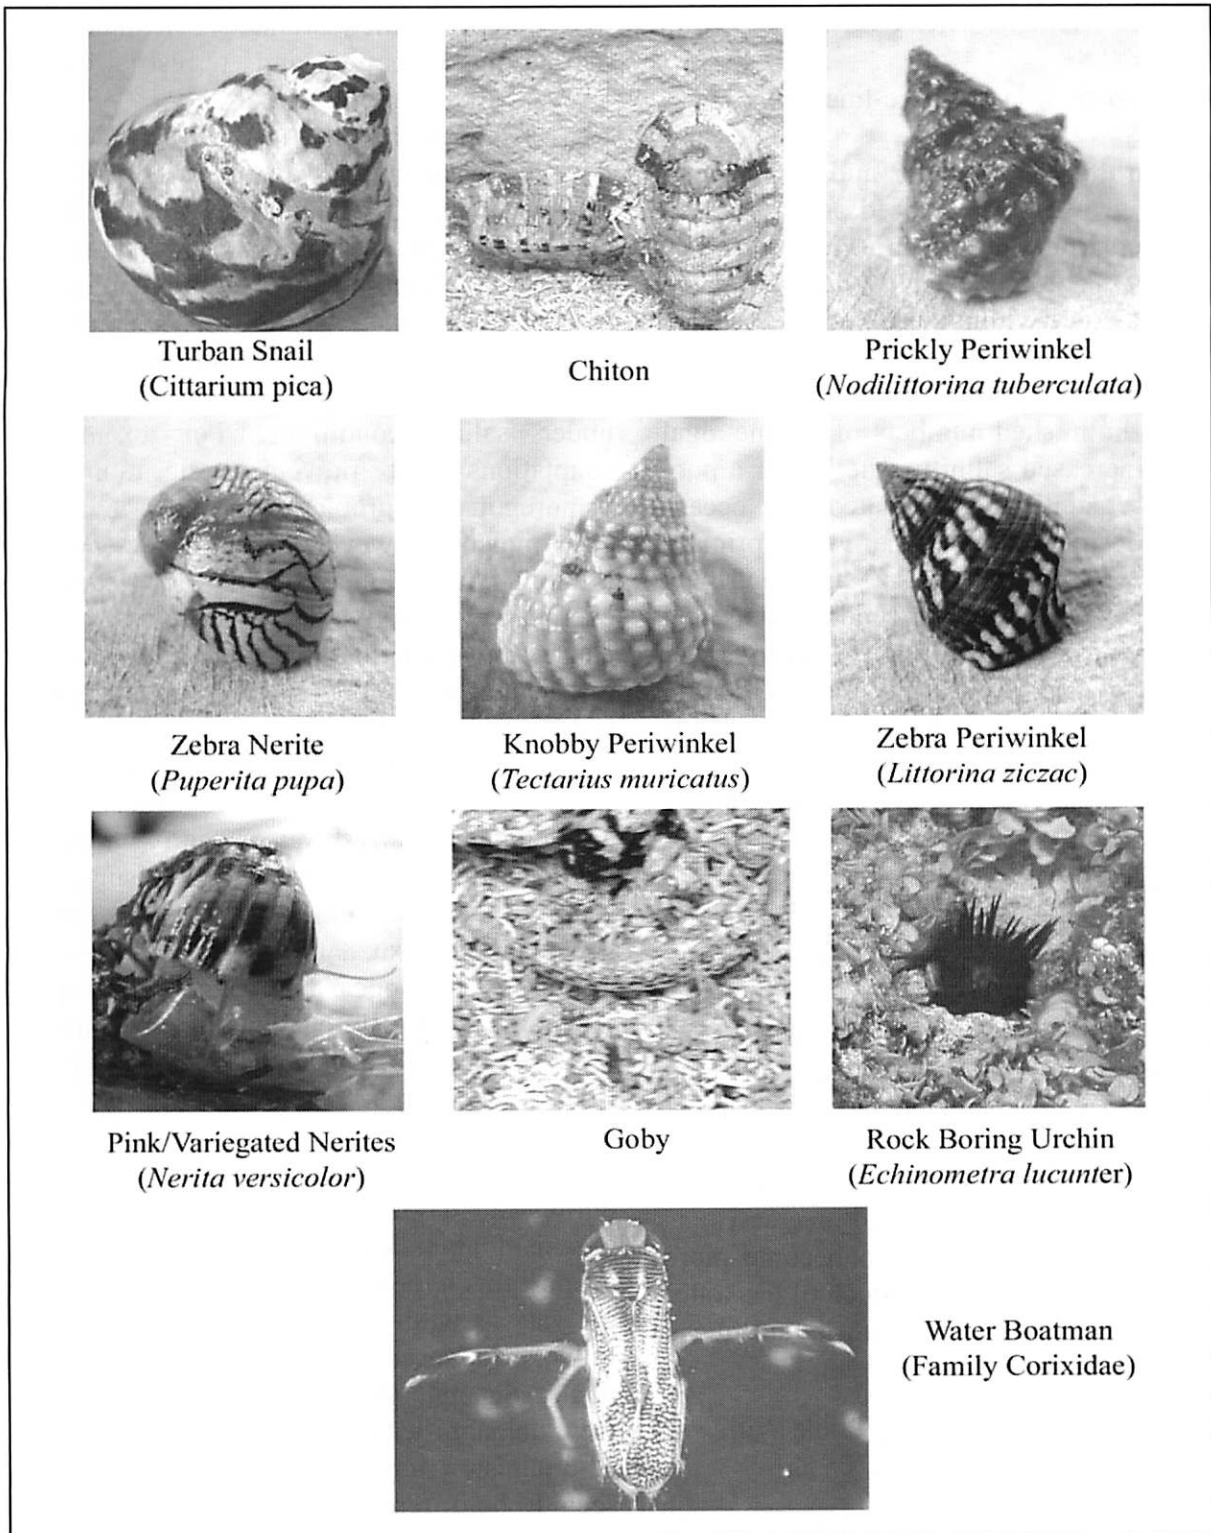 Turban Snail
(Cittarium pica)
Chiton
Prickly Periwinkel
(Nodilittorina tuberculata)
Zebra Nerite
(Puperita pupa)
Knobby Periwinkel
(Tectarius muricatus)
Zebra Periwinkel
(Littorina ziczac)
Pink/Variegated Nerites
(Nerita versicolor)
Goby
Rock Boring Urchin
(Echinometra lucunter)
Water Boatman
(Family Corixidae)